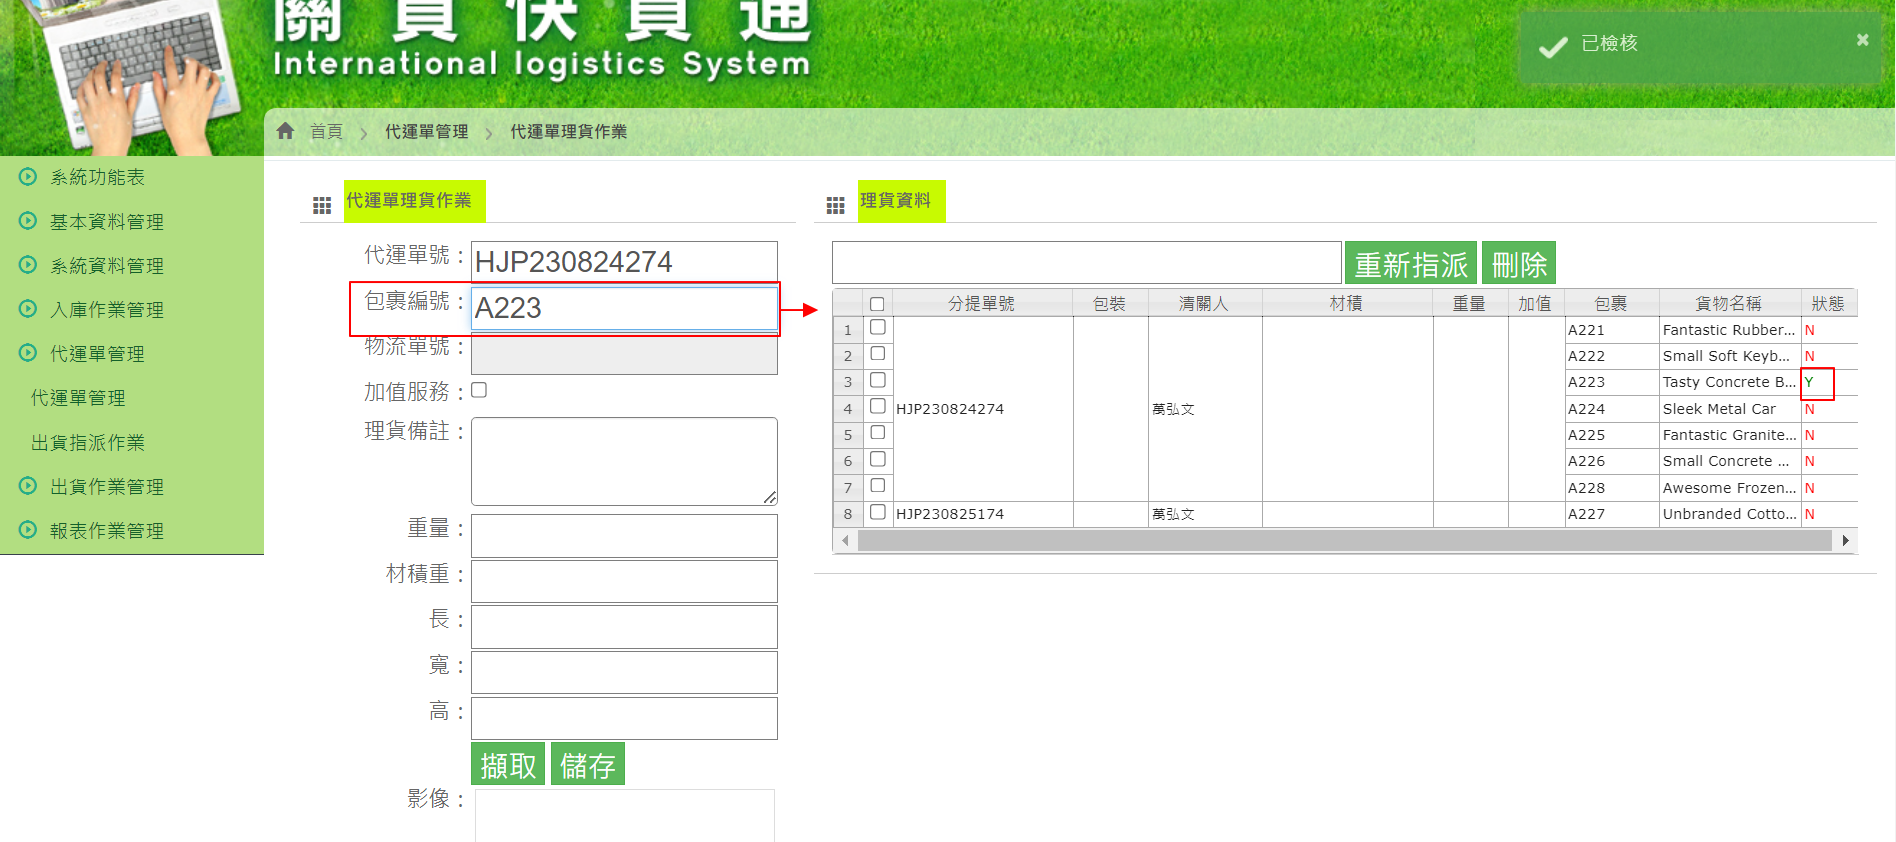 關貿快貿通
International logistics System
已檢核
首頁 > 代運單管理 > 代運單理貨作業
系統功能表
基本資料管理
系統資料管理
入庫作業管理
代運單管理
代運單管理
出貨指派作業
出貨作業管理
報表作業管理
代運單理貨作業
代運單號：HJP230824274
包裹編號：A223
物流單號：
加值服務：
理貨備註：
重量：
材積重：
長：
寬：
高：
擷取 儲存
影像：
理貨資料
重新指派 刪除
分提單號 包裝 清關人 材積 重量 加值 包裹 貨物名稱 狀態
1 A221 Fantastic Rubber... N
2 A222 Small Soft Keyb... N
3 A223 Tasty Concrete B... Y
4 HJP230824274 萬弘文 A224 Sleek Metal Car N
5 A225 Fantastic Granite... N
6 A226 Small Concrete ... N
7 A228 Awesome Frozen... N
8 HJP230825174 萬弘文 A227 Unbranded Cotto... N